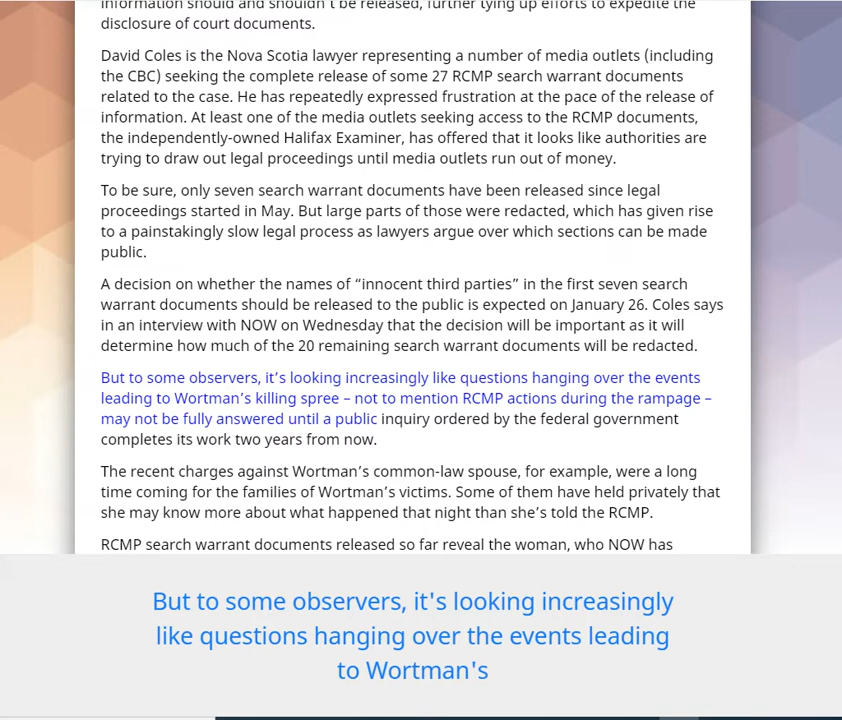 information should and shouldn't be released, further tying up efforts to expedite the
disclosure of court documents.
David Coles is the Nova Scotia lawyer representing a number of media outlets (including
the CBC) seeking the complete release of some 27 RCMP search warrant documents
related to the case. He has repeatedly expressed frustration at the pace of the release of
information. At least one of the media outlets seeking access to the RCMP documents,
the independently-owned Halifax Examiner, has offered that it looks like authorities are
trying to draw out legal proceedings until media outlets run out of money.
To be sure, only seven search warrant documents have been released since legal
proceedings started in May. But large parts of those were redacted, which has given rise
to a painstakingly slow legal process as lawyers argue over which sections can be made
public.
A decision on whether the names of “innocent third parties” in the first seven search
warrant documents should be released to the public is expected on January 26. Coles says
in an interview with NOW on Wednesday that the decision will be important as it will
determine how much of the 20 remaining search warrant documents will be redacted.
But to some observers, it’s looking increasingly like questions hanging over the events
leading to Wortman’s killing spree – not to mention RCMP actions during the rampage –
may not be fully answered until a public inquiry ordered by the federal government
completes its work two years from now.
The recent charges against Wortman’s common-law spouse, for example, were a long
time coming for the families of Wortman’s victims. Some of them have held privately that
she may know more about what happened that night than she’s told the RCMP.
RCMP search warrant documents released so far reveal the woman, who NOW has
But to some observers, it's looking increasingly
like questions hanging over the events leading
to Wortman's